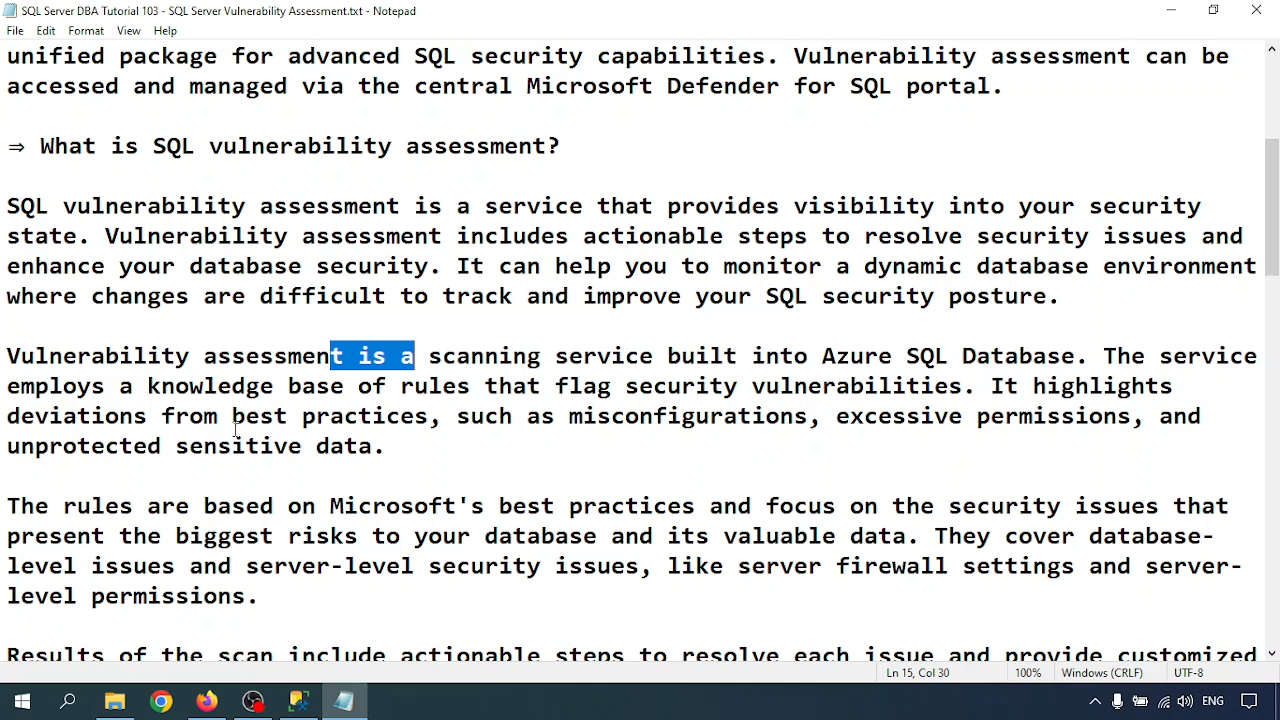 SQL Server DBA Tutorial 103 - SQL Server Vulnerability Assessment.txt - Notepad
File Edit Format View Help
unified package for advanced SQL security capabilities. Vulnerability assessment can be
accessed and managed via the central Microsoft Defender for SQL portal.
⇒ What is SQL vulnerability assessment?
SQL vulnerability assessment is a service that provides visibility into your security
state. Vulnerability assessment includes actionable steps to resolve security issues and
enhance your database security. It can help you to monitor a dynamic database environment
where changes are difficult to track and improve your SQL security posture.
Vulnerability assessment is a scanning service built into Azure SQL Database. The service
employs a knowledge base of rules that flag security vulnerabilities. It highlights
deviations from best practices, such as misconfigurations, excessive permissions, and
unprotected sensitive data.
The rules are based on Microsoft's best practices and focus on the security issues that
present the biggest risks to your database and its valuable data. They cover database-
level issues and server-level security issues, like server firewall settings and server-
level permissions.
Results of the scan include actionable steps to resolve each issue and provide customized
Ln 15, Col 30 100% Windows (CRLF) UTF-8
ENG